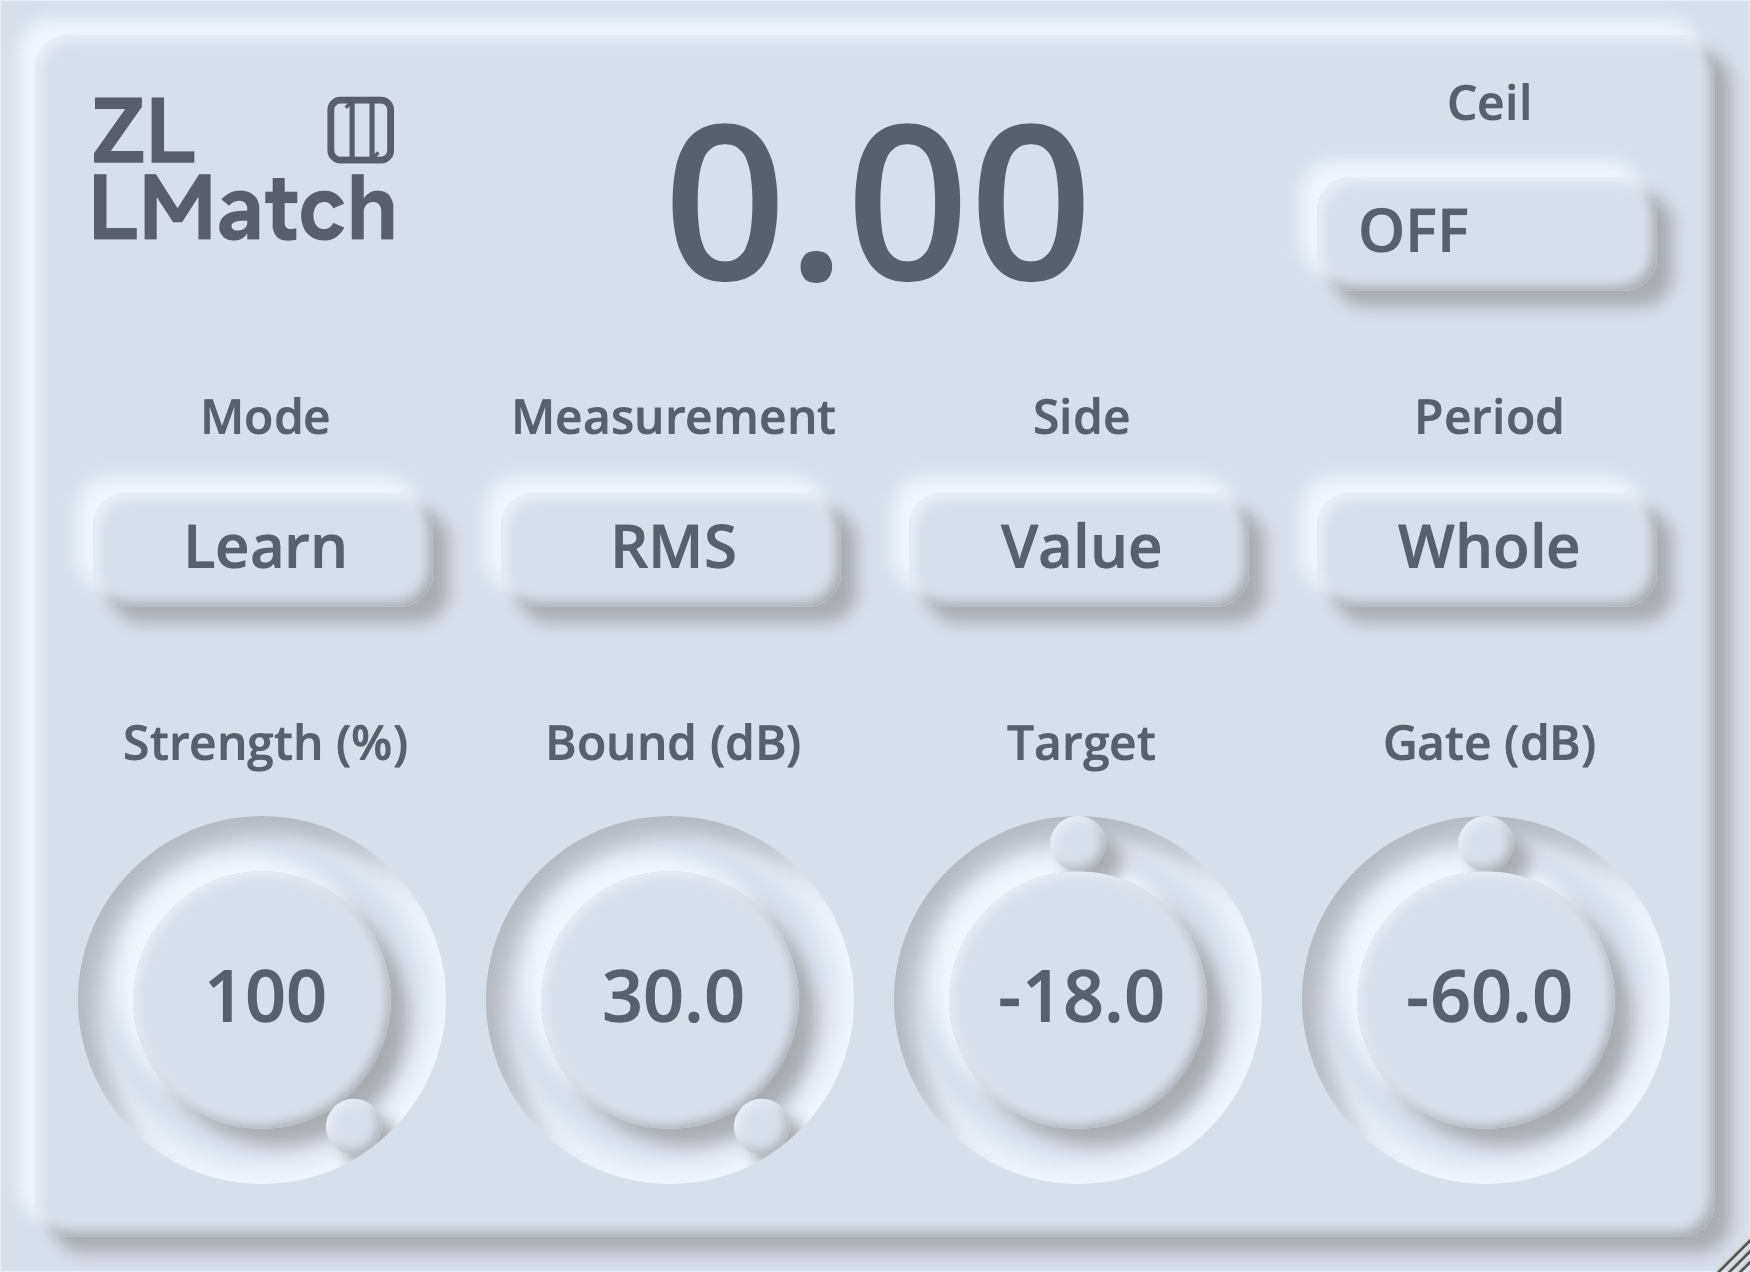 ZL
LMatch
0.00
Ceil
OFF
Mode
Measurement
Side
Period
Learn
RMS
Value
Whole
Strength (%)
Bound (dB)
Target
Gate (dB)
100
30.0
-18.0
-60.0